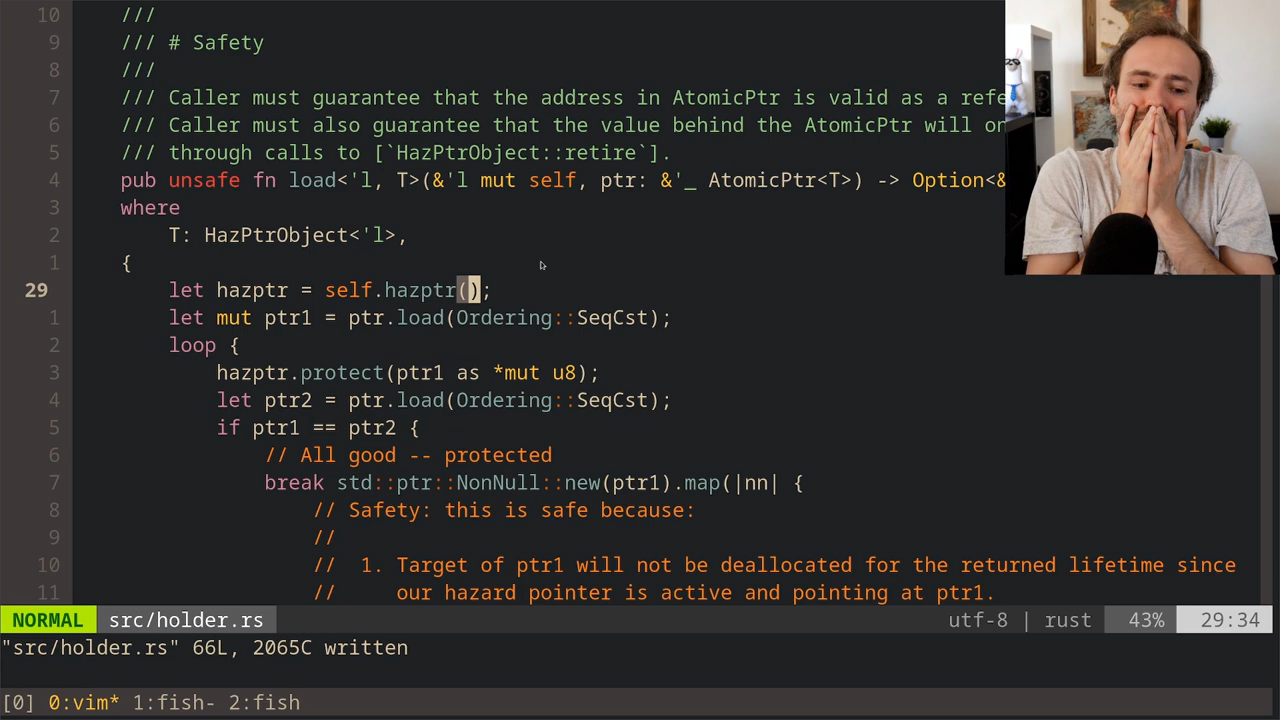 10 ///
9 /// # Safety
8 ///
7 /// Caller must guarantee that the address in AtomicPtr is valid as a refe
6 /// Caller must also guarantee that the value behind the AtomicPtr will on
5 /// through calls to [`HazPtrObject::retire`].
4 pub unsafe fn load<'l, T>(&'l mut self, ptr: &'_ AtomicPtr<T>) -> Option<&
3 where
2 T: HazPtrObject<'l>,
1 {
29 let hazptr = self.hazptr();
1 let mut ptr1 = ptr.load(Ordering::SeqCst);
2 loop {
3 hazptr.protect(ptr1 as *mut u8);
4 let ptr2 = ptr.load(Ordering::SeqCst);
5 if ptr1 == ptr2 {
6 // All good -- protected
7 break std::ptr::NonNull::new(ptr1).map(|nn| {
8 // Safety: this is safe because:
9 //
10 //  1. Target of ptr1 will not be deallocated for the returned lifetime since
11 //     our hazard pointer is active and pointing at ptr1.
NORMAL src/holder.rs utf-8 | rust 43% 29:34
"src/holder.rs" 66L, 2065C written
[0] 0:vim* 1:fish- 2:fish